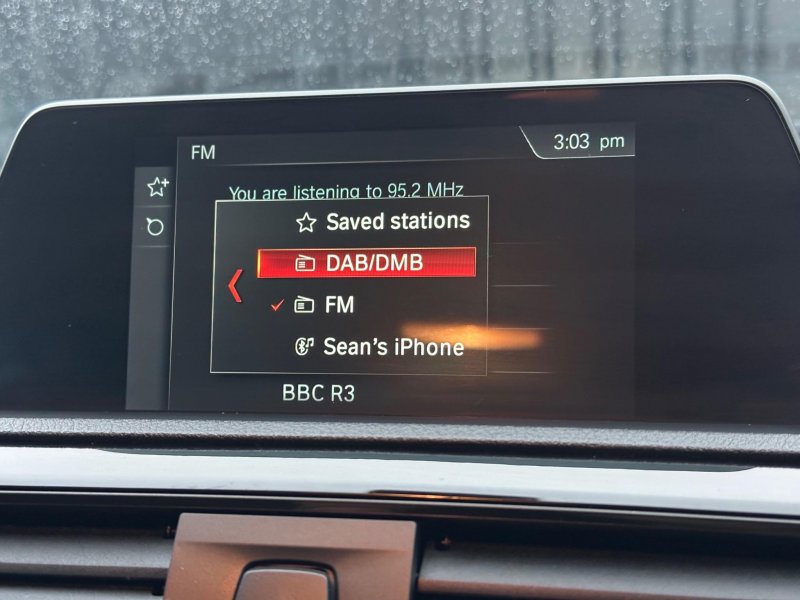 FM
3:03 pm
You are listening to 95.2 MHz
Saved stations
DAB/DMB
FM
Sean's iPhone
BBC R3